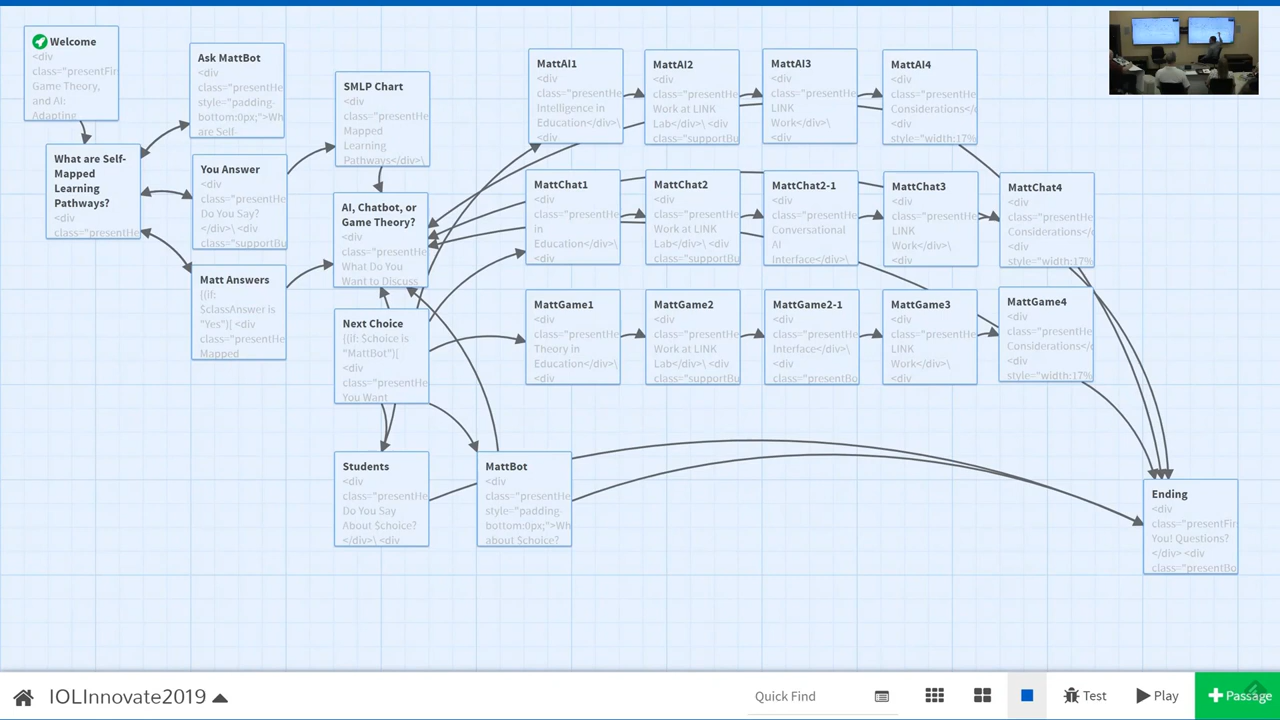 Welcome
<div
class="presentFir
Game Theory,
and AI:
Adapting
Ask MattBot
<div
class="presentHe
style="padding-
bottom:0px;">Wh
are Self-
SMLP Chart
<div
class="presentHe
Mapped
Learning
Pathways</div>\
MattAI1
<div
class="presentHe
Intelligence in
Education</div>\
<div
MattAI2
<div
class="presentHe
Work at LINK
Lab</div>\ <div
class="supportBu
MattAI3
<div
class="presentHe
LINK
Work</div>\
<div
MattAI4
<div
class="presentHe
Considerations</
<div
style="width:17%
What are Self-
Mapped
Learning
Pathways?
<div
class="presentHe
You Answer
<div
class="presentHe
Do You Say?
</div>\ <div
class="supportBu
Matt Answers
{(if:
$classAnswer is
"Yes")[ <div
class="presentHe
Mapped
AI, Chatbot, or
Game Theory?
<div
class="presentHe
What Do You
Want to Discuss
MattChat1
<div
class="presentHe
in
Education</div>\
<div
MattChat2
<div
class="presentHe
Work at LINK
Lab</div>\ <div
class="supportBu
MattChat2-1
<div
class="presentHe
Conversational
AI
Interface</div>\
MattChat3
<div
class="presentHe
LINK
Work</div>\
<div
MattChat4
<div
class="presentHe
Considerations</
<div
style="width:17%
Next Choice
{(if: $choice is
"MattBot")[
<div
class="presentHe
You Want
MattGame1
<div
class="presentHe
Theory in
Education</div>\
<div
MattGame2
<div
class="presentHe
Work at LINK
Lab</div>\ <div
class="supportBu
MattGame2-1
<div
class="presentHe
Interface</div>\
<div
class="presentBo
MattGame3
<div
class="presentHe
LINK
Work</div>\
<div
MattGame4
<div
class="presentHe
Considerations</
<div
style="width:17%
Students
<div
class="presentHe
Do You Say
About $choice?
</div>\ <div
MattBot
<div
class="presentHe
style="padding-
bottom:0px;">Wh
about $choice?
Ending
<div
class="presentFir
You! Questions?
</div> <div
class="presentBo
IOLInnovate2019
Quick Find
Test
Play
+Passage